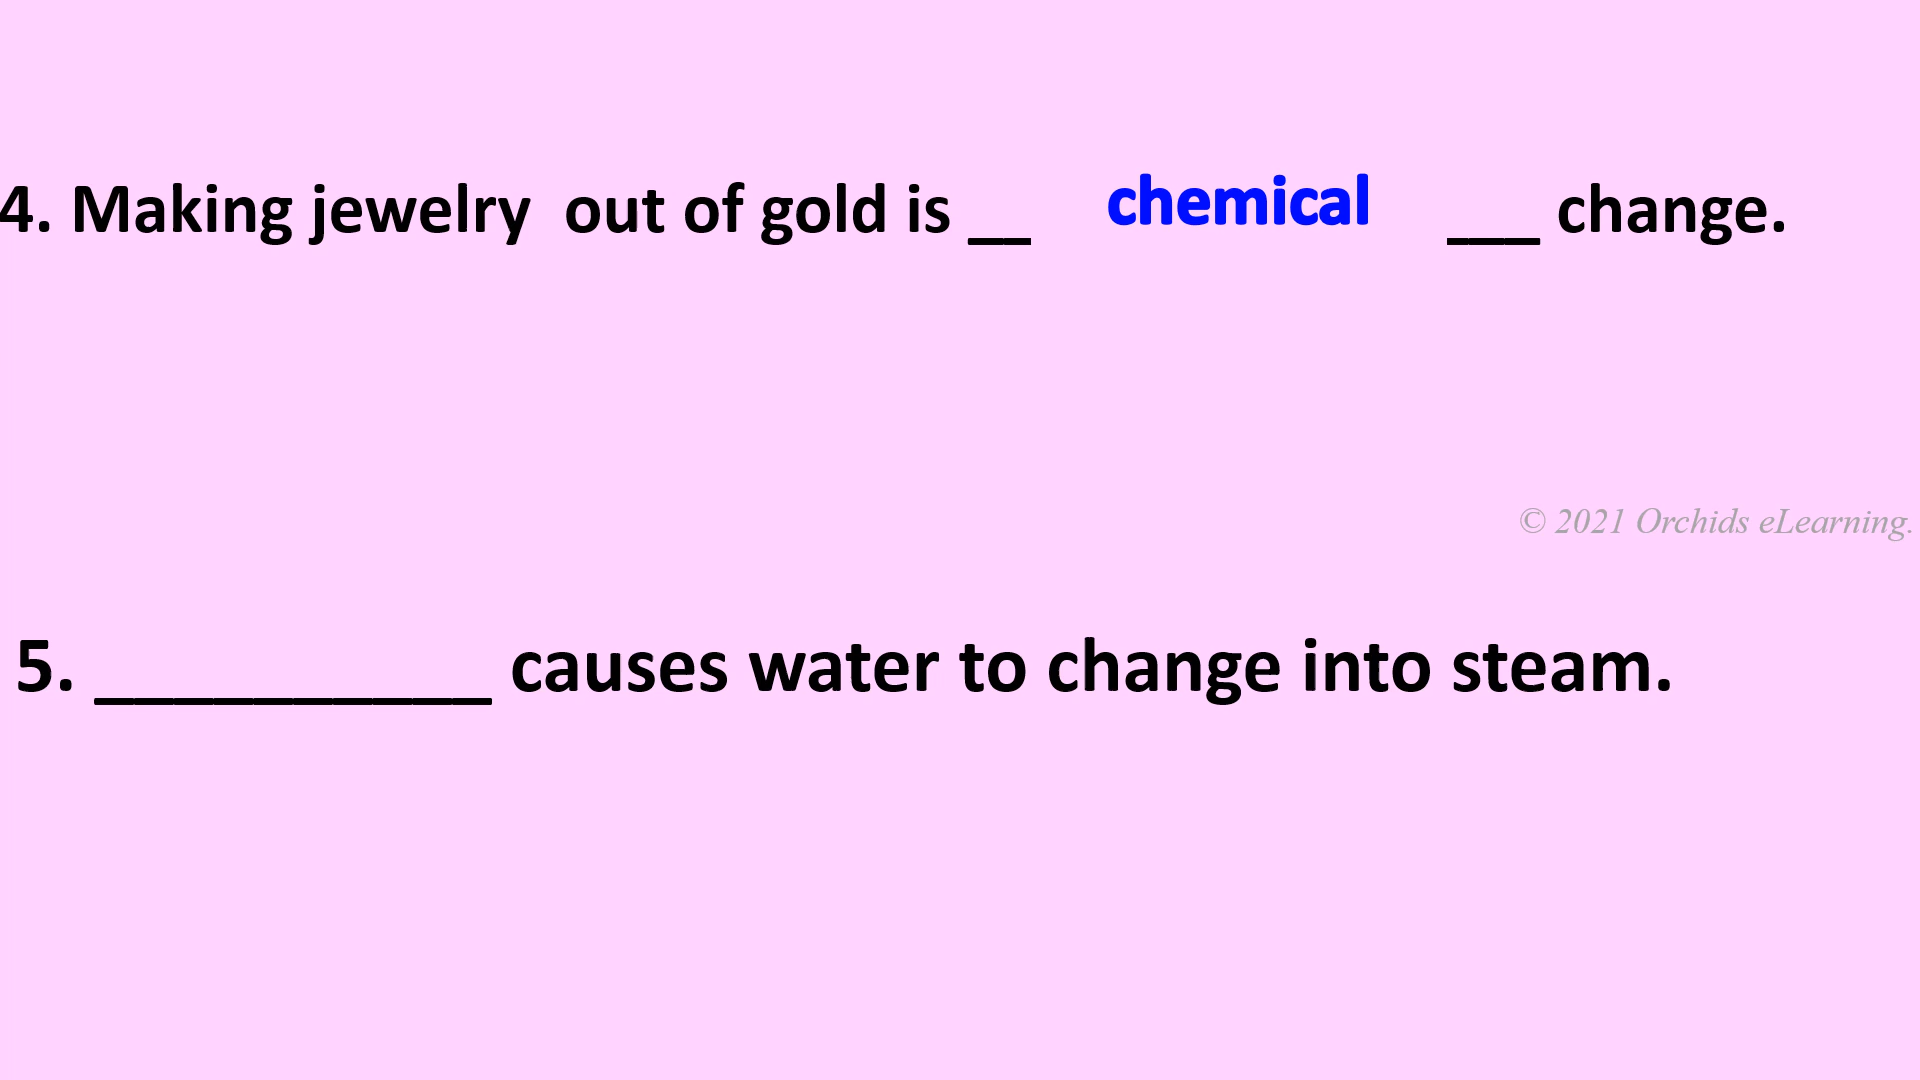 4. Making jewelry  out of gold is __ chemical ___ change.
© 2021 Orchids eLearning.
5. __________ causes water to change into steam.